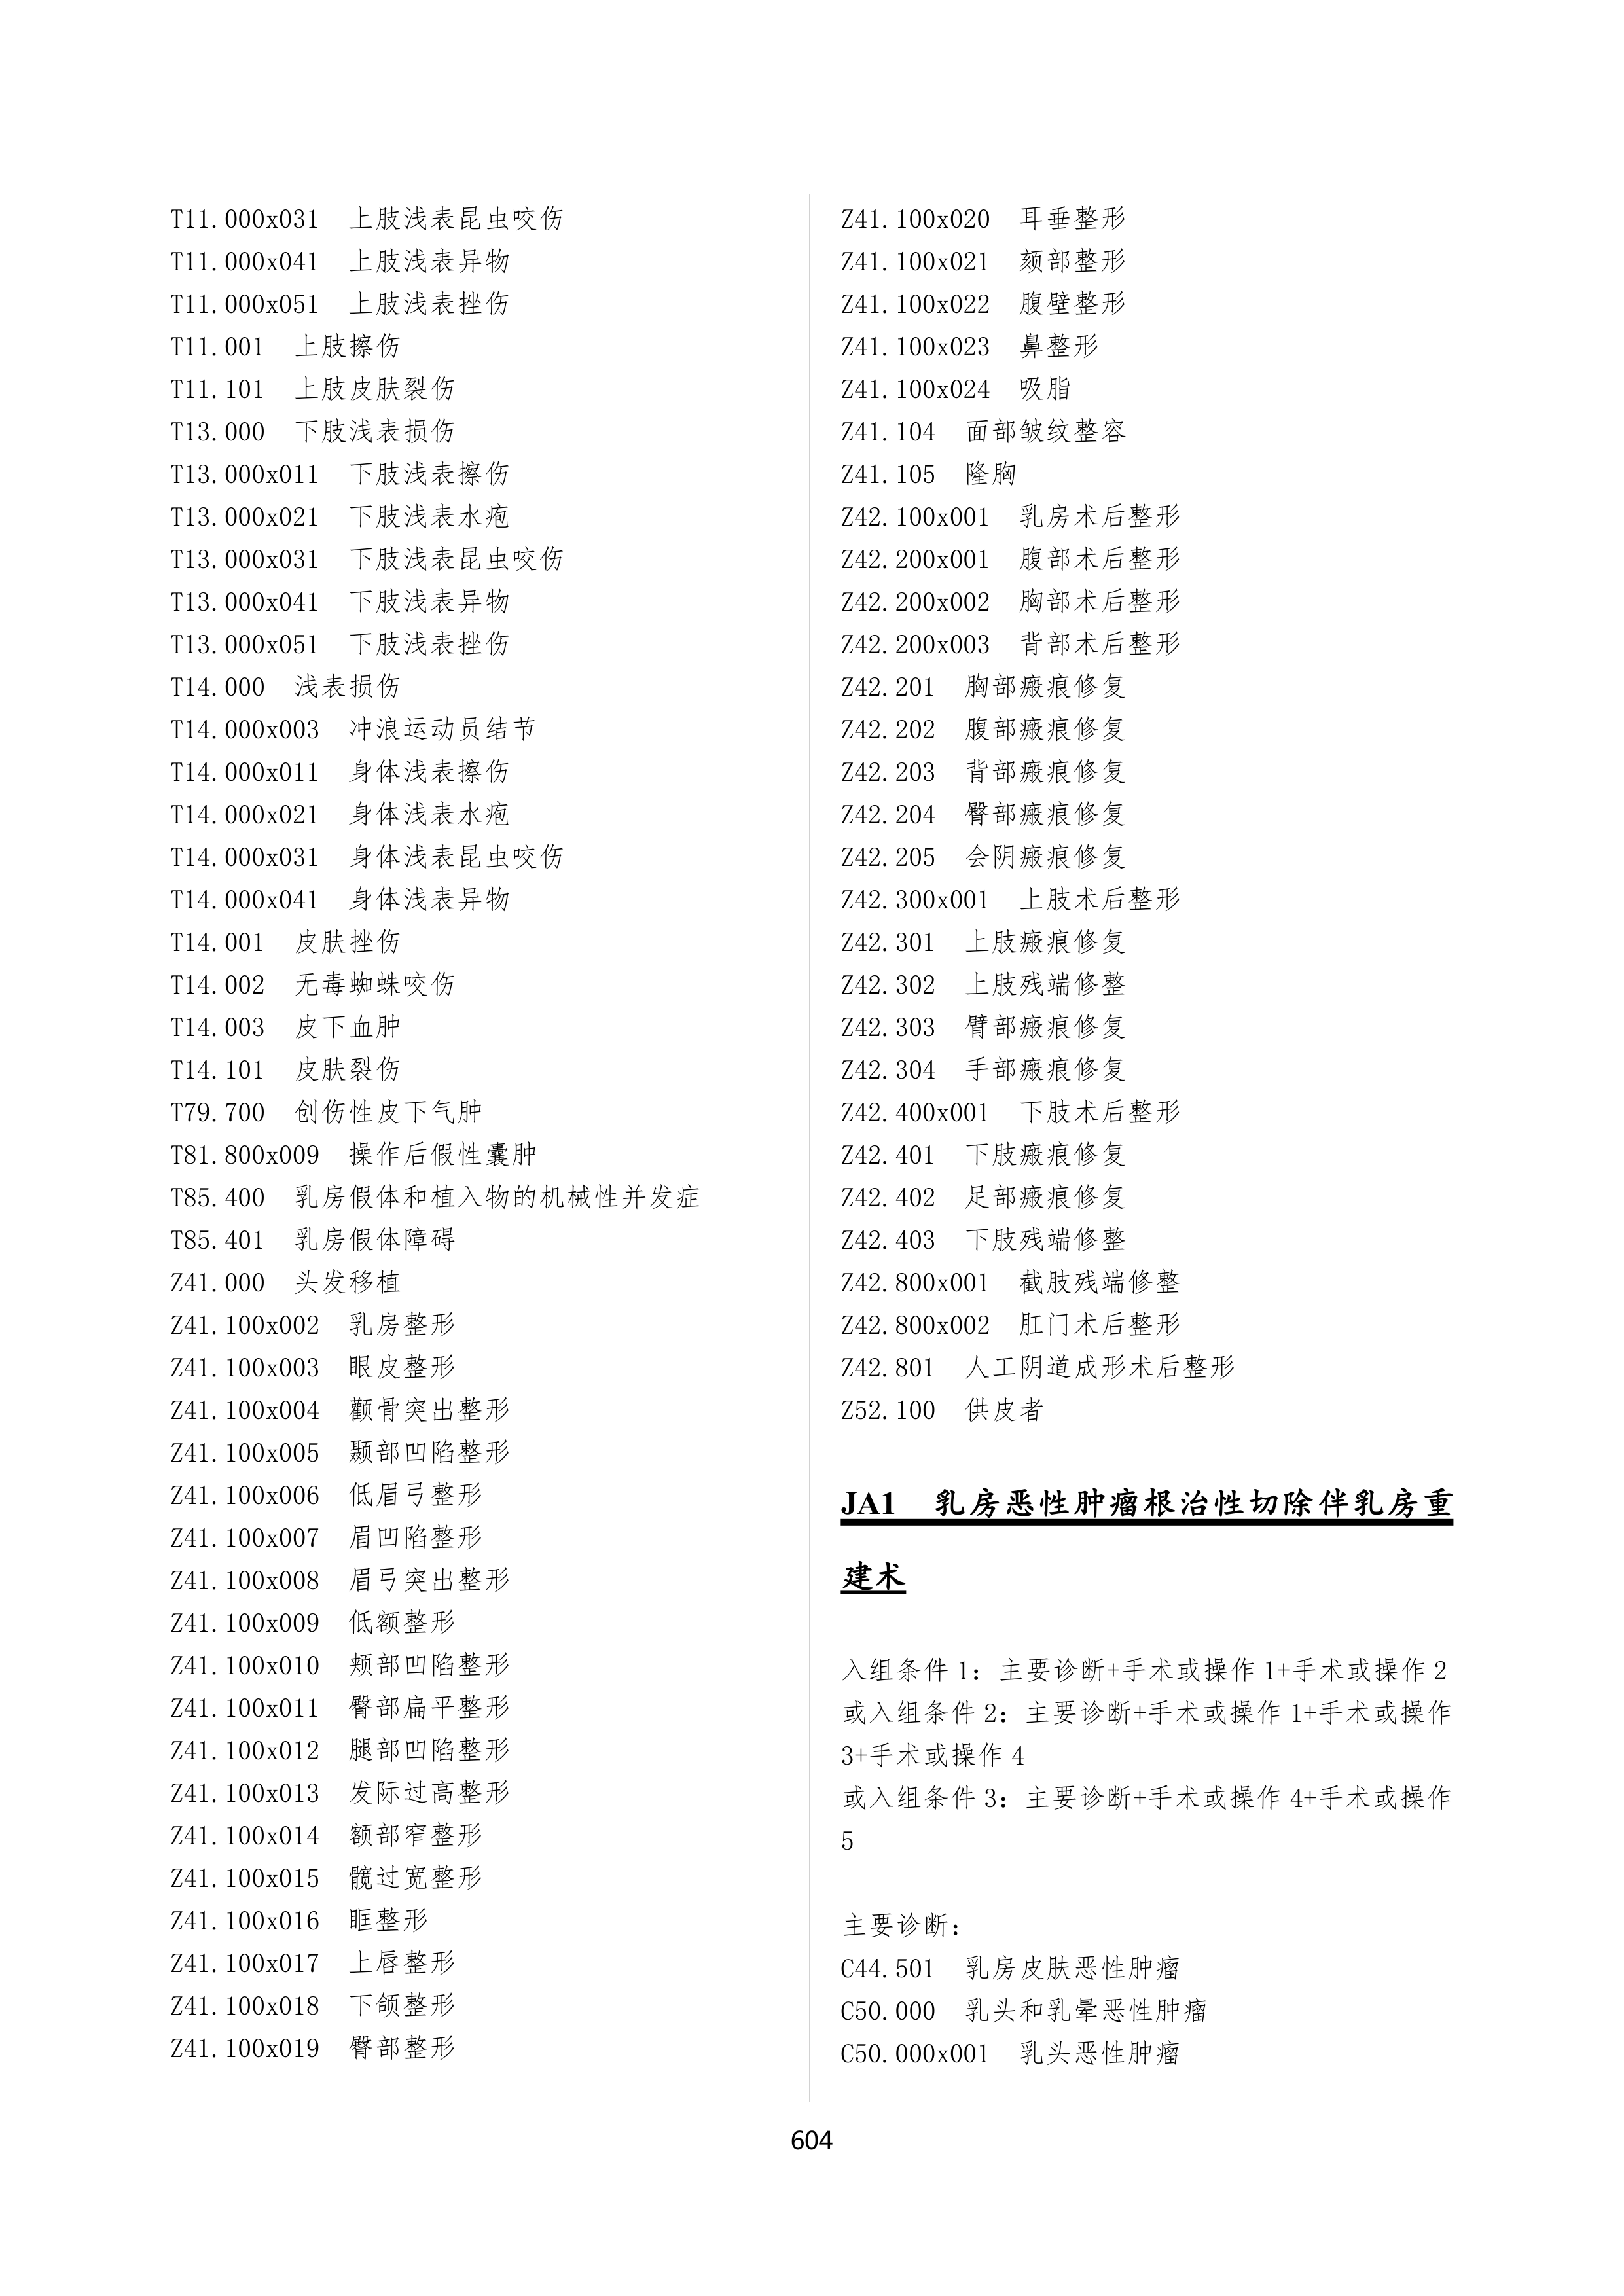 T11.000x031 上肢浅表昆虫咬伤
T11.000x041 上肢浅表异物
T11.000x051 上肢浅表挫伤
T11.001 上肢擦伤
T11.101 上肢皮肤裂伤
T13.000 下肢浅表损伤
T13.000x011 下肢浅表擦伤
T13.000x021 下肢浅表水疱
T13.000x031 下肢浅表昆虫咬伤
T13.000x041 下肢浅表异物
T13.000x051 下肢浅表挫伤
T14.000 浅表损伤
T14.000x003 冲浪运动员结节
T14.000x011 身体浅表擦伤
T14.000x021 身体浅表水疱
T14.000x031 身体浅表昆虫咬伤
T14.000x041 身体浅表异物
T14.001 皮肤挫伤
T14.002 无毒蜘蛛咬伤
T14.003 皮下血肿
T14.101 皮肤裂伤
T79.700 创伤性皮下气肿
T81.800x009 操作后假性囊肿
T85.400 乳房假体和植入物的机械性并发症
T85.401 乳房假体障碍
Z41.000 头发移植
Z41.100x002 乳房整形
Z41.100x003 眼皮整形
Z41.100x004 颧骨突出整形
Z41.100x005 颞部凹陷整形
Z41.100x006 低眉弓整形
Z41.100x007 眉凹陷整形
Z41.100x008 眉弓突出整形
Z41.100x009 低额整形
Z41.100x010 颊部凹陷整形
Z41.100x011 臀部扁平整形
Z41.100x012 腿部凹陷整形
Z41.100x013 发际过高整形
Z41.100x014 额部窄整形
Z41.100x015 髋过宽整形
Z41.100x016 眶整形
Z41.100x017 上唇整形
Z41.100x018 下颌整形
Z41.100x019 臀部整形
Z41.100x020 耳垂整形
Z41.100x021 颏部整形
Z41.100x022 腹壁整形
Z41.100x023 鼻整形
Z41.100x024 吸脂
Z41.104 面部皱纹整容
Z41.105 隆胸
Z42.100x001 乳房术后整形
Z42.200x001 腹部术后整形
Z42.200x002 胸部术后整形
Z42.200x003 背部术后整形
Z42.201 胸部瘢痕修复
Z42.202 腹部瘢痕修复
Z42.203 背部瘢痕修复
Z42.204 臀部瘢痕修复
Z42.205 会阴瘢痕修复
Z42.300x001 上肢术后整形
Z42.301 上肢瘢痕修复
Z42.302 上肢残端修整
Z42.303 臂部瘢痕修复
Z42.304 手部瘢痕修复
Z42.400x001 下肢术后整形
Z42.401 下肢瘢痕修复
Z42.402 足部瘢痕修复
Z42.403 下肢残端修整
Z42.800x001 截肢残端修整
Z42.800x002 肛门术后整形
Z42.801 人工阴道成形术后整形
Z52.100 供皮者
JA1 乳房恶性肿瘤根治性切除伴乳房重
建术
入组条件 1：主要诊断+手术或操作 1+手术或操作 2
或入组条件 2：主要诊断+手术或操作 1+手术或操作
3+手术或操作 4
或入组条件 3：主要诊断+手术或操作 4+手术或操作
5
主要诊断：
C44.501 乳房皮肤恶性肿瘤
C50.000 乳头和乳晕恶性肿瘤
C50.000x001 乳头恶性肿瘤
604